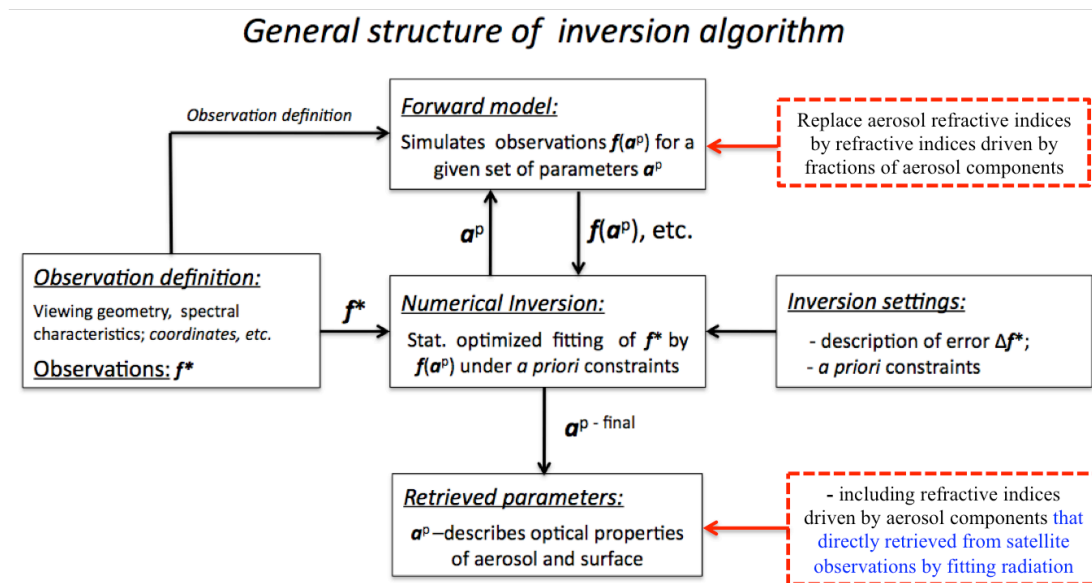 General structure of inversion algorithm
Observation definition
Forward model:
Simulates observations f(aᵖ) for a
given set of parameters aᵖ
Replace aerosol refractive indices
by refractive indices driven by
fractions of aerosol components
aᵖ
f(aᵖ), etc.
Observation definition:
Viewing geometry, spectral
characteristics; coordinates, etc.
Observations: f*
f*
Numerical Inversion:
Stat. optimized fitting of f* by
f(aᵖ) under a priori constraints
Inversion settings:
- description of error Δf*;
- a priori constraints
aᵖ ⁻ ᶠⁱⁿᵃˡ
Retrieved parameters:
aᵖ–describes optical properties
of aerosol and surface
- including refractive indices
driven by aerosol components that
directly retrieved from satellite
observations by fitting radiation